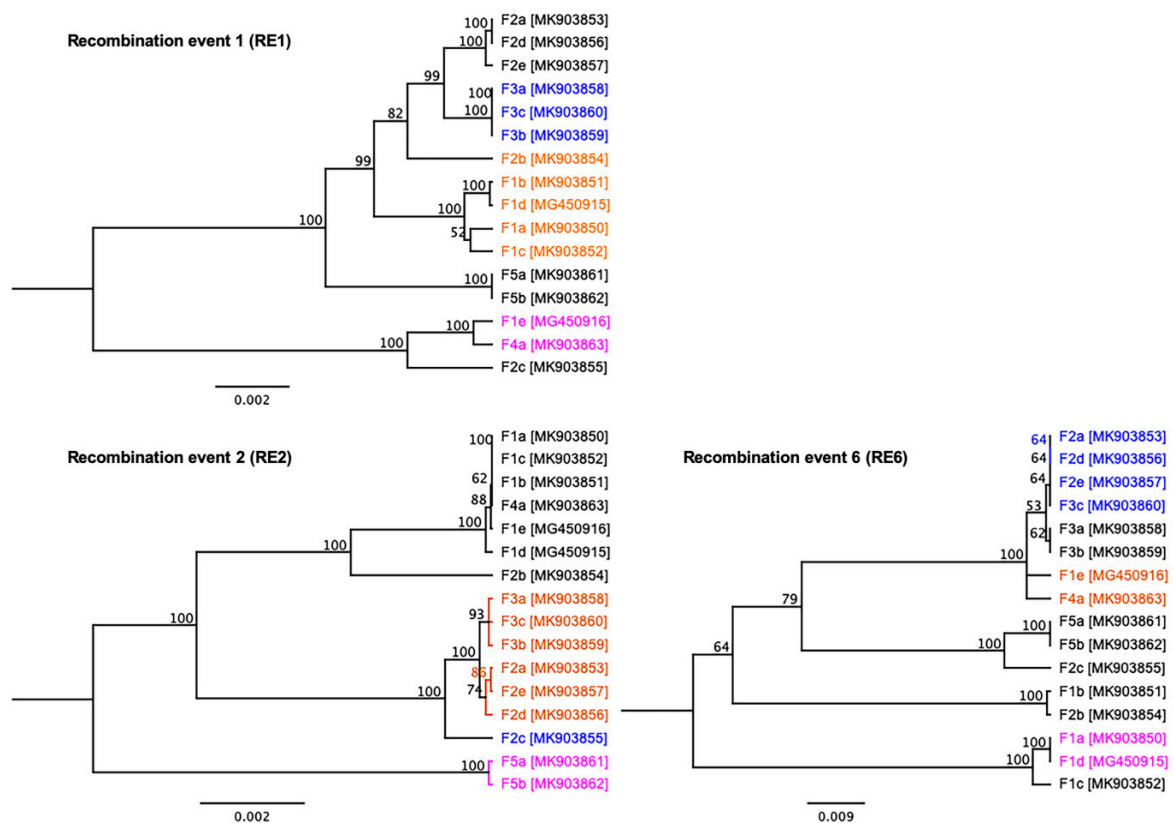 Recombination event 1 (RE1)
100 F2a [MK903853]
100 F2d [MK903856]
F2e [MK903857]
99
100 F3a [MK903858]
100 F3c [MK903860]
F3b [MK903859]
82
F2b [MK903854]
99
100 F1b [MK903851]
F1d [MG450915]
100
52 F1a [MK903850]
F1c [MK903852]
100
100 F5a [MK903861]
F5b [MK903862]
100 F1e [MG450916]
F4a [MK903863]
100
F2c [MK903855]
0.002
Recombination event 2 (RE2)
100 F1a [MK903850]
F1c [MK903852]
62 F1b [MK903851]
88 F4a [MK903863]
100 F1e [MG450916]
F1d [MG450915]
100
F2b [MK903854]
100
F3a [MK903858]
93 F3c [MK903860]
F3b [MK903859]
100
86 F2a [MK903853]
74 F2e [MK903857]
F2d [MK903856]
100
F2c [MK903855]
100 F5a [MK903861]
F5b [MK903862]
0.002
Recombination event 6 (RE6)
64 F2a [MK903853]
64 F2d [MK903856]
64 F2e [MK903857]
53 F3c [MK903860]
62 F3a [MK903858]
F3b [MK903859]
100
F1e [MG450916]
F4a [MK903863]
79
100 F5a [MK903861]
F5b [MK903862]
100
F2c [MK903855]
64
100 F1b [MK903851]
F2b [MK903854]
100 F1a [MK903850]
F1d [MG450915]
100
F1c [MK903852]
0.009